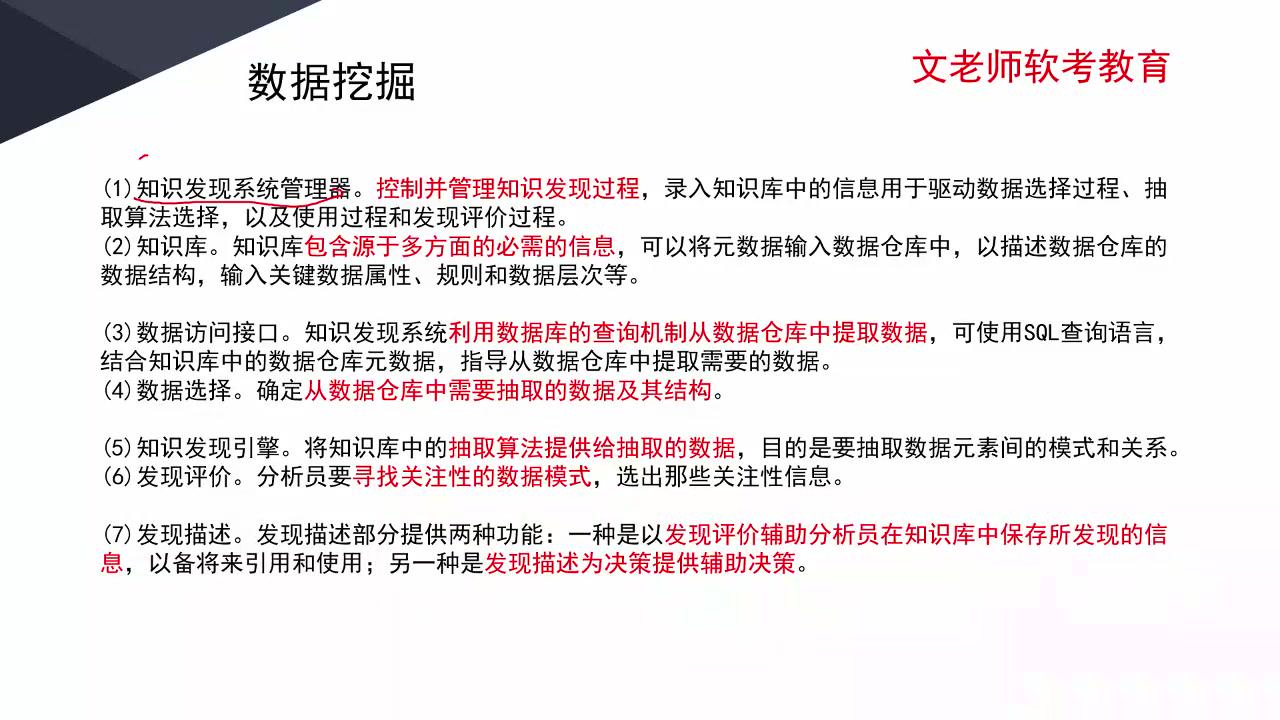 数据挖掘
文老师软考教育
(1)知识发现系统管理器。控制并管理知识发现过程，录入知识库中的信息用于驱动数据选择过程、抽
取算法选择，以及使用过程和发现评价过程。
(2)知识库。知识库包含源于多方面的必需的信息，可以将元数据输入数据仓库中，以描述数据仓库的
数据结构，输入关键数据属性、规则和数据层次等。
(3)数据访问接口。知识发现系统利用数据库的查询机制从数据仓库中提取数据，可使用SQL查询语言，
结合知识库中的数据仓库元数据，指导从数据仓库中提取需要的数据。
(4)数据选择。确定从数据仓库中需要抽取的数据及其结构。
(5)知识发现引擎。将知识库中的抽取算法提供给抽取的数据，目的是要抽取数据元素间的模式和关系。
(6)发现评价。分析员要寻找关注性的数据模式，选出那些关注性信息。
(7)发现描述。发现描述部分提供两种功能：一种是以发现评价辅助分析员在知识库中保存所发现的信
息，以备将来引用和使用；另一种是发现描述为决策提供辅助决策。